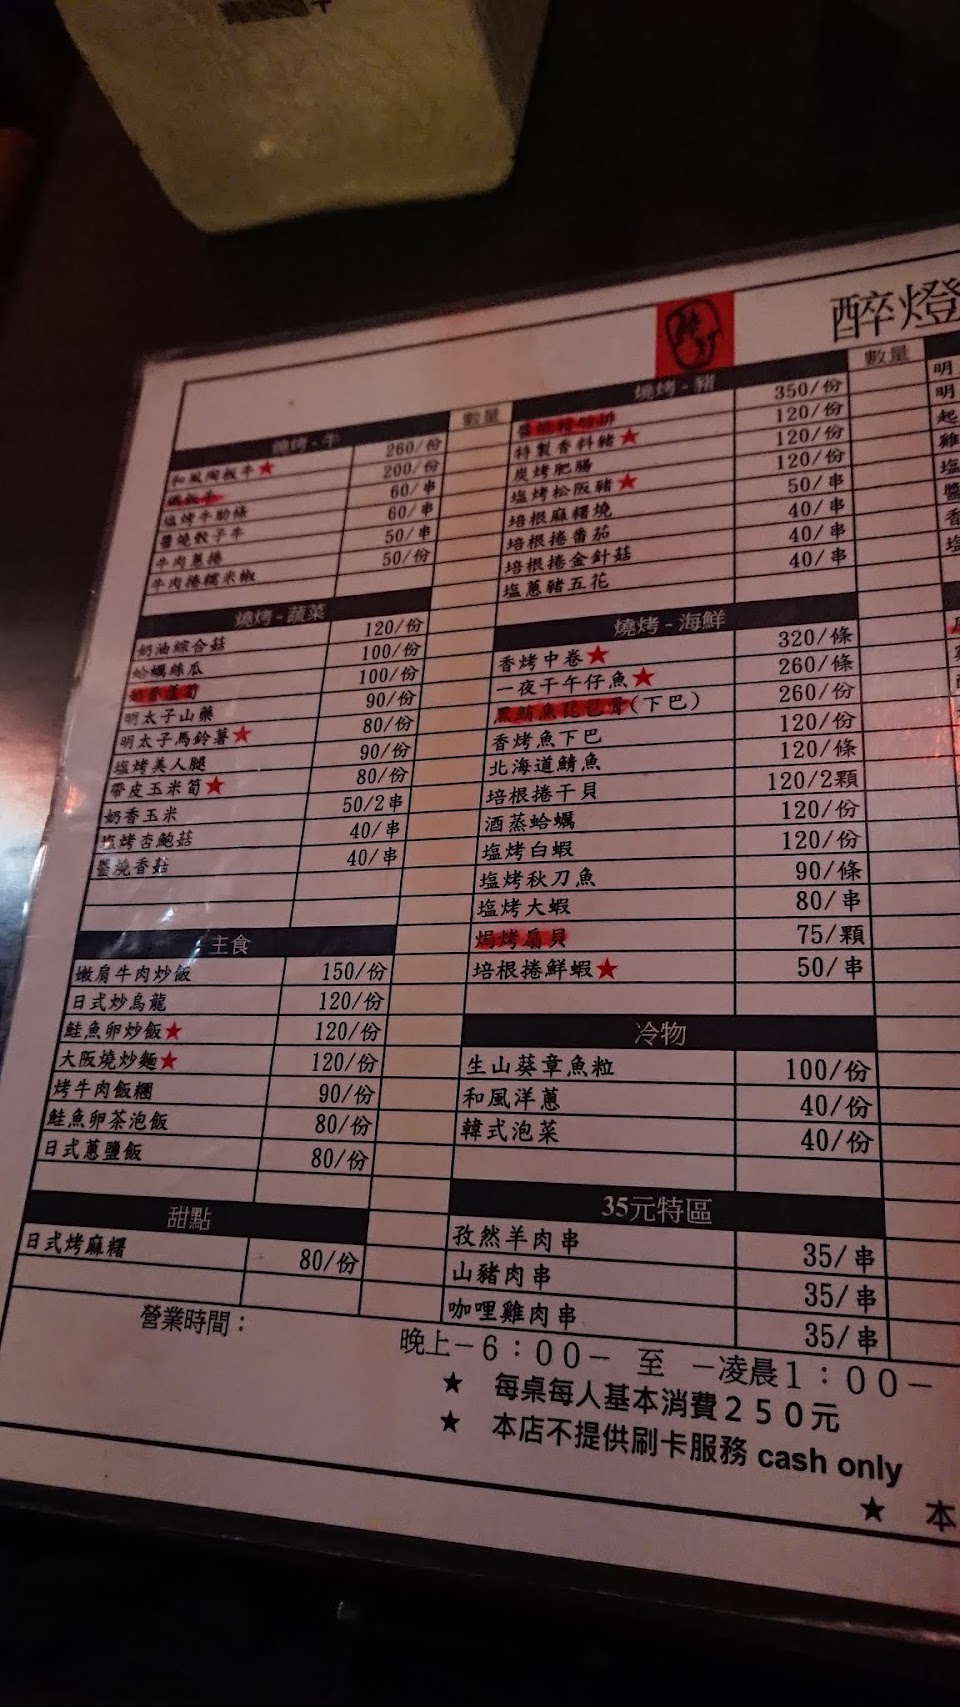 醉燈
燒烤-牛 數量
和風陶板牛★ 260/份
鐵板牛 200/份
塩烤牛肋條 60/串
醬燒骰子牛 60/串
牛肉蔥捲 50/串
牛肉捲糯米椒 50/份
燒烤-蔬菜
奶油綜合菇 120/份
蛤蠣絲瓜 100/份
100/份
明太子山藥 90/份
明太子馬鈴薯★ 80/份
塩烤美人腿 90/份
帶皮玉米筍★ 80/份
奶香玉米 50/2串
塩烤杏鮑菇 40/串
醬燒香菇 40/串
主食
嫩肩牛肉炒飯 150/份
日式炒烏龍 120/份
鮭魚卵炒飯★ 120/份
大阪燒炒麵★ 120/份
烤牛肉飯糰 90/份
鮭魚卵茶泡飯 80/份
日式蔥鹽飯 80/份
甜點
日式烤麻糬 80/份
燒烤-豬 數量
350/份
特製香料豬★ 120/份
炭烤肥腸 120/份
塩烤松阪豬★ 120/份
培根麻糬燒 50/串
培根捲番茄 40/串
培根捲金針菇 40/串
塩蔥豬五花 40/串
燒烤-海鮮
香烤中卷★ 320/條
一夜干午仔魚★ 260/條
黑鮪魚琵琶骨(下巴) 260/份
香烤魚下巴 120/份
北海道鯖魚 120/條
培根捲干貝 120/2顆
酒蒸蛤蠣 120/份
塩烤白蝦 120/份
塩烤秋刀魚 90/條
塩烤大蝦 80/串
焗烤扇貝 75/顆
培根捲鮮蝦★ 50/串
冷物
生山葵章魚粒 100/份
和風洋蔥 40/份
韓式泡菜 40/份
35元特區
孜然羊肉串 35/串
山豬肉串 35/串
咖哩雞肉串 35/串
明
明
起
雞
塩
醬
香
塩
營業時間：
晚上－6：00－ 至 －凌晨1：00－
★ 每桌每人基本消費250元
★ 本店不提供刷卡服務 cash only
★ 本